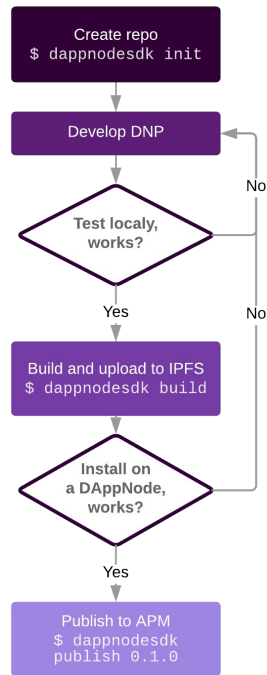 Create repo
$ dappnodesdk init
Develop DNP
No
Test localy,
works?
Yes
No
Build and upload to IPFS
$ dappnodesdk build
Install on
a DAppNode,
works?
Yes
Publish to APM
$ dappnodesdk
publish 0.1.0